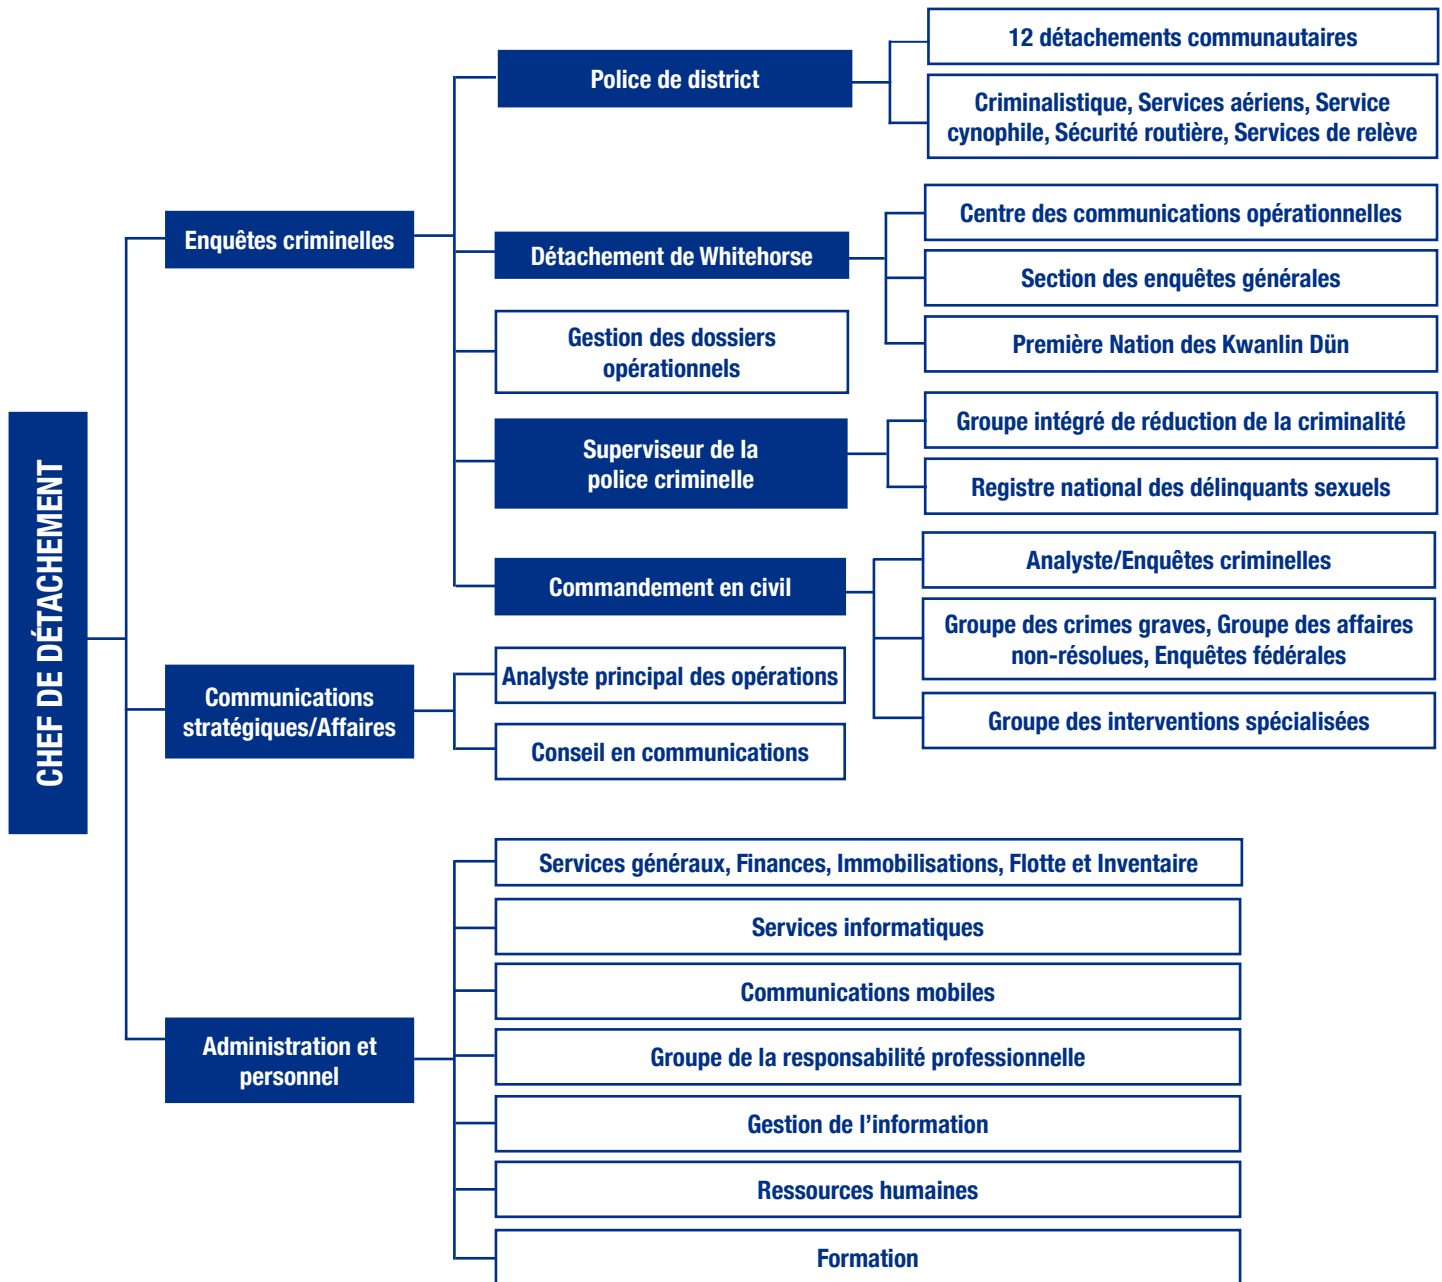 CHEF DE DÉTACHEMENT
Enquêtes criminelles
Police de district
12 détachements communautaires
Criminalistique, Services aériens, Service
cynophile, Sécurité routière, Services de relève
Détachement de Whitehorse
Centre des communications opérationnelles
Section des enquêtes générales
Première Nation des Kwanlin Dün
Gestion des dossiers
opérationnels
Superviseur de la
police criminelle
Groupe intégré de réduction de la criminalité
Registre national des délinquants sexuels
Commandement en civil
Analyste/Enquêtes criminelles
Groupe des crimes graves, Groupe des affaires
non-résolues, Enquêtes fédérales
Groupe des interventions spécialisées
Communications
stratégiques/Affaires
Analyste principal des opérations
Conseil en communications
Administration et
personnel
Services généraux, Finances, Immobilisations, Flotte et Inventaire
Services informatiques
Communications mobiles
Groupe de la responsabilité professionnelle
Gestion de l’information
Ressources humaines
Formation